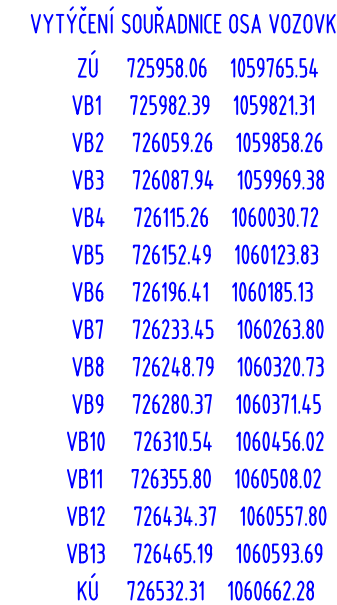 VYTÝČENÍ SOUŘADNICE OSA VOZOVK
ZÚ 725958.06 1059765.54
VB1 725982.39 1059821.31
VB2 726059.26 1059858.26
VB3 726087.94 1059969.38
VB4 726115.26 1060030.72
VB5 726152.49 1060123.83
VB6 726196.41 1060185.13
VB7 726233.45 1060263.80
VB8 726248.79 1060320.73
VB9 726280.37 1060371.45
VB10 726310.54 1060456.02
VB11 726355.80 1060508.02
VB12 726434.37 1060557.80
VB13 726465.19 1060593.69
KÚ 726532.31 1060662.28